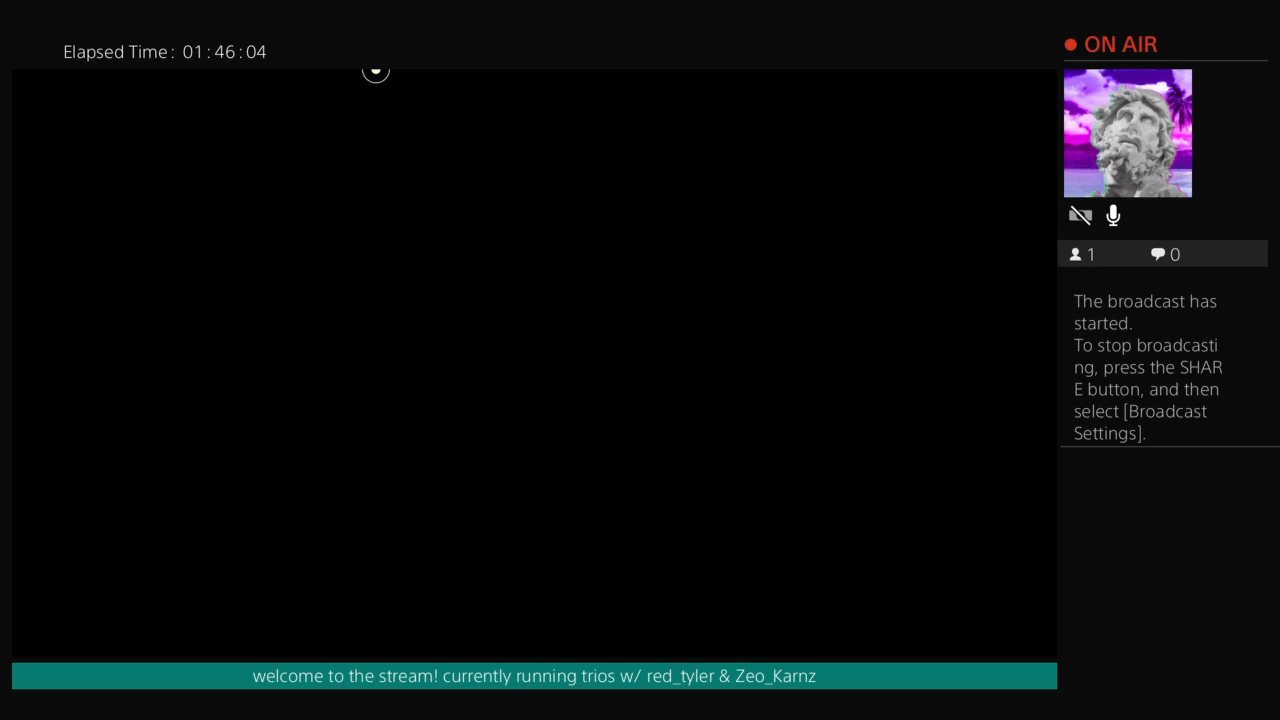 Elapsed Time: 01:46:04
ON AIR
1 0
The broadcast has
started.
To stop broadcasti
ng, press the SHAR
E button, and then
select [Broadcast
Settings].
welcome to the stream! currently running trios w/ red_tyler & Zeo_Karnz